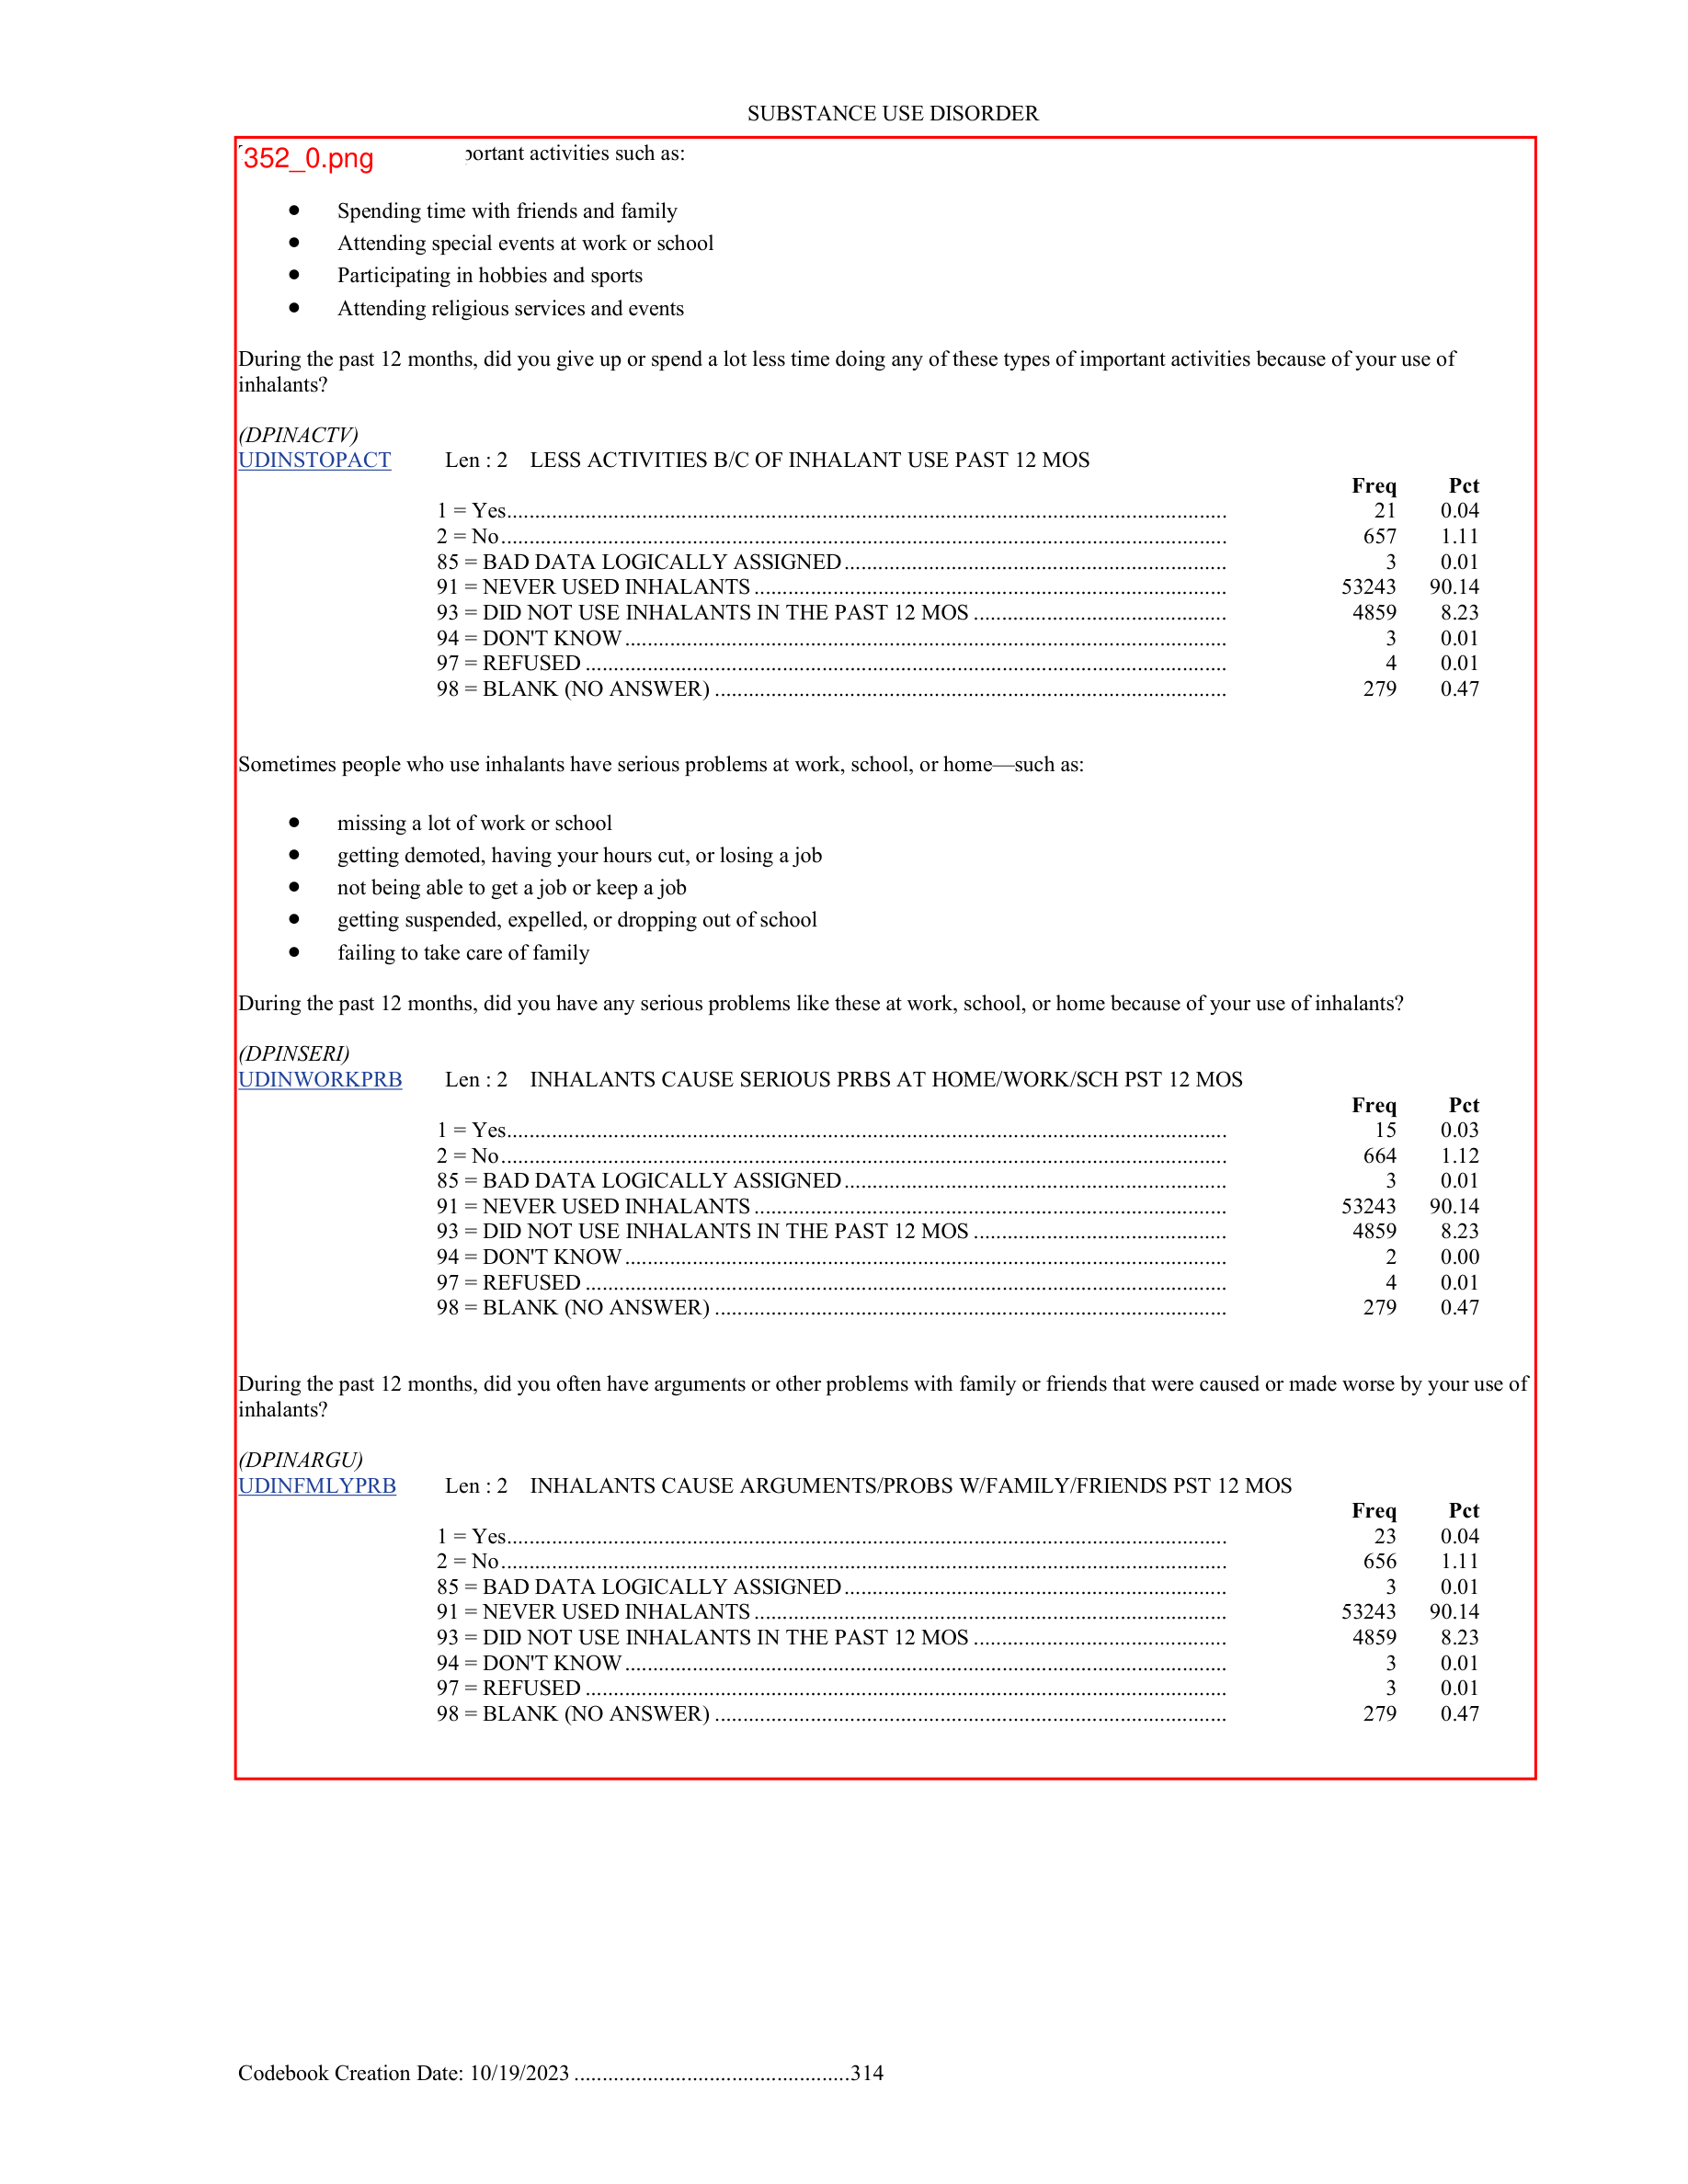 SUBSTANCE USE DISORDER
352_0.png portant activities such as:
● Spending time with friends and family
● Attending special events at work or school
● Participating in hobbies and sports
● Attending religious services and events
During the past 12 months, did you give up or spend a lot less time doing any of these types of important activities because of your use of
inhalants?
(DPINACTV)
UDINSTOPACT Len : 2 LESS ACTIVITIES B/C OF INHALANT USE PAST 12 MOS
Freq Pct
1 = Yes................................................................ 21 0.04
2 = No................................................................ 657 1.11
85 = BAD DATA LOGICALLY ASSIGNED................................ 3 0.01
91 = NEVER USED INHALANTS ................................ 53243 90.14
93 = DID NOT USE INHALANTS IN THE PAST 12 MOS ................................ 4859 8.23
94 = DON'T KNOW................................ 3 0.01
97 = REFUSED ................................ 4 0.01
98 = BLANK (NO ANSWER) ................................ 279 0.47
Sometimes people who use inhalants have serious problems at work, school, or home—such as:
● missing a lot of work or school
● getting demoted, having your hours cut, or losing a job
● not being able to get a job or keep a job
● getting suspended, expelled, or dropping out of school
● failing to take care of family
During the past 12 months, did you have any serious problems like these at work, school, or home because of your use of inhalants?
(DPINSERI)
UDINWORKPRB Len : 2 INHALANTS CAUSE SERIOUS PRBS AT HOME/WORK/SCH PST 12 MOS
Freq Pct
1 = Yes................................................................ 15 0.03
2 = No................................................................ 664 1.12
85 = BAD DATA LOGICALLY ASSIGNED................................ 3 0.01
91 = NEVER USED INHALANTS ................................ 53243 90.14
93 = DID NOT USE INHALANTS IN THE PAST 12 MOS ................................ 4859 8.23
94 = DON'T KNOW................................ 2 0.00
97 = REFUSED ................................ 4 0.01
98 = BLANK (NO ANSWER) ................................ 279 0.47
During the past 12 months, did you often have arguments or other problems with family or friends that were caused or made worse by your use of
inhalants?
(DPINARGU)
UDINFMLYPRB Len : 2 INHALANTS CAUSE ARGUMENTS/PROBS W/FAMILY/FRIENDS PST 12 MOS
Freq Pct
1 = Yes................................................................ 23 0.04
2 = No................................................................ 656 1.11
85 = BAD DATA LOGICALLY ASSIGNED................................ 3 0.01
91 = NEVER USED INHALANTS ................................ 53243 90.14
93 = DID NOT USE INHALANTS IN THE PAST 12 MOS ................................ 4859 8.23
94 = DON'T KNOW................................ 3 0.01
97 = REFUSED ................................ 3 0.01
98 = BLANK (NO ANSWER) ................................ 279 0.47
Codebook Creation Date: 10/19/2023 ................................................314